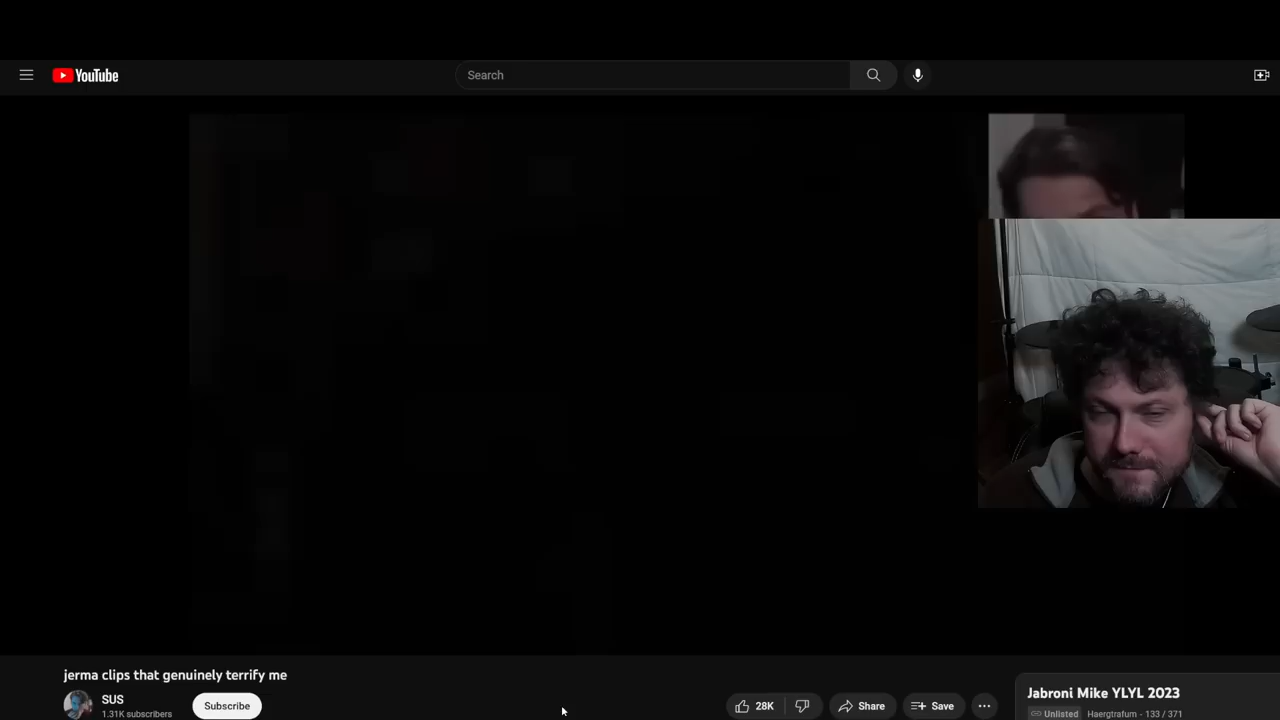 YouTube
Search
jerma clips that genuinely terrify me
SUS
1.31K subscribers
Subscribe
28K
Share
Save
Jabroni Mike YLYL 2023
Unlisted
Haergtrafum - 133 / 371